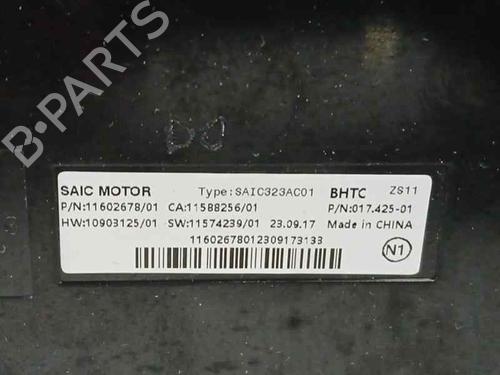 B-PARTS
SAIC MOTOR Type:SAIC323AC01 BHTC ZS11
P/N:11602678/01 CA:11588256/01 P/N:017.425-01
HW:10903125/01 SW:11574239/01 23.09.17 Made in CHINA
11602678012309173133
N1